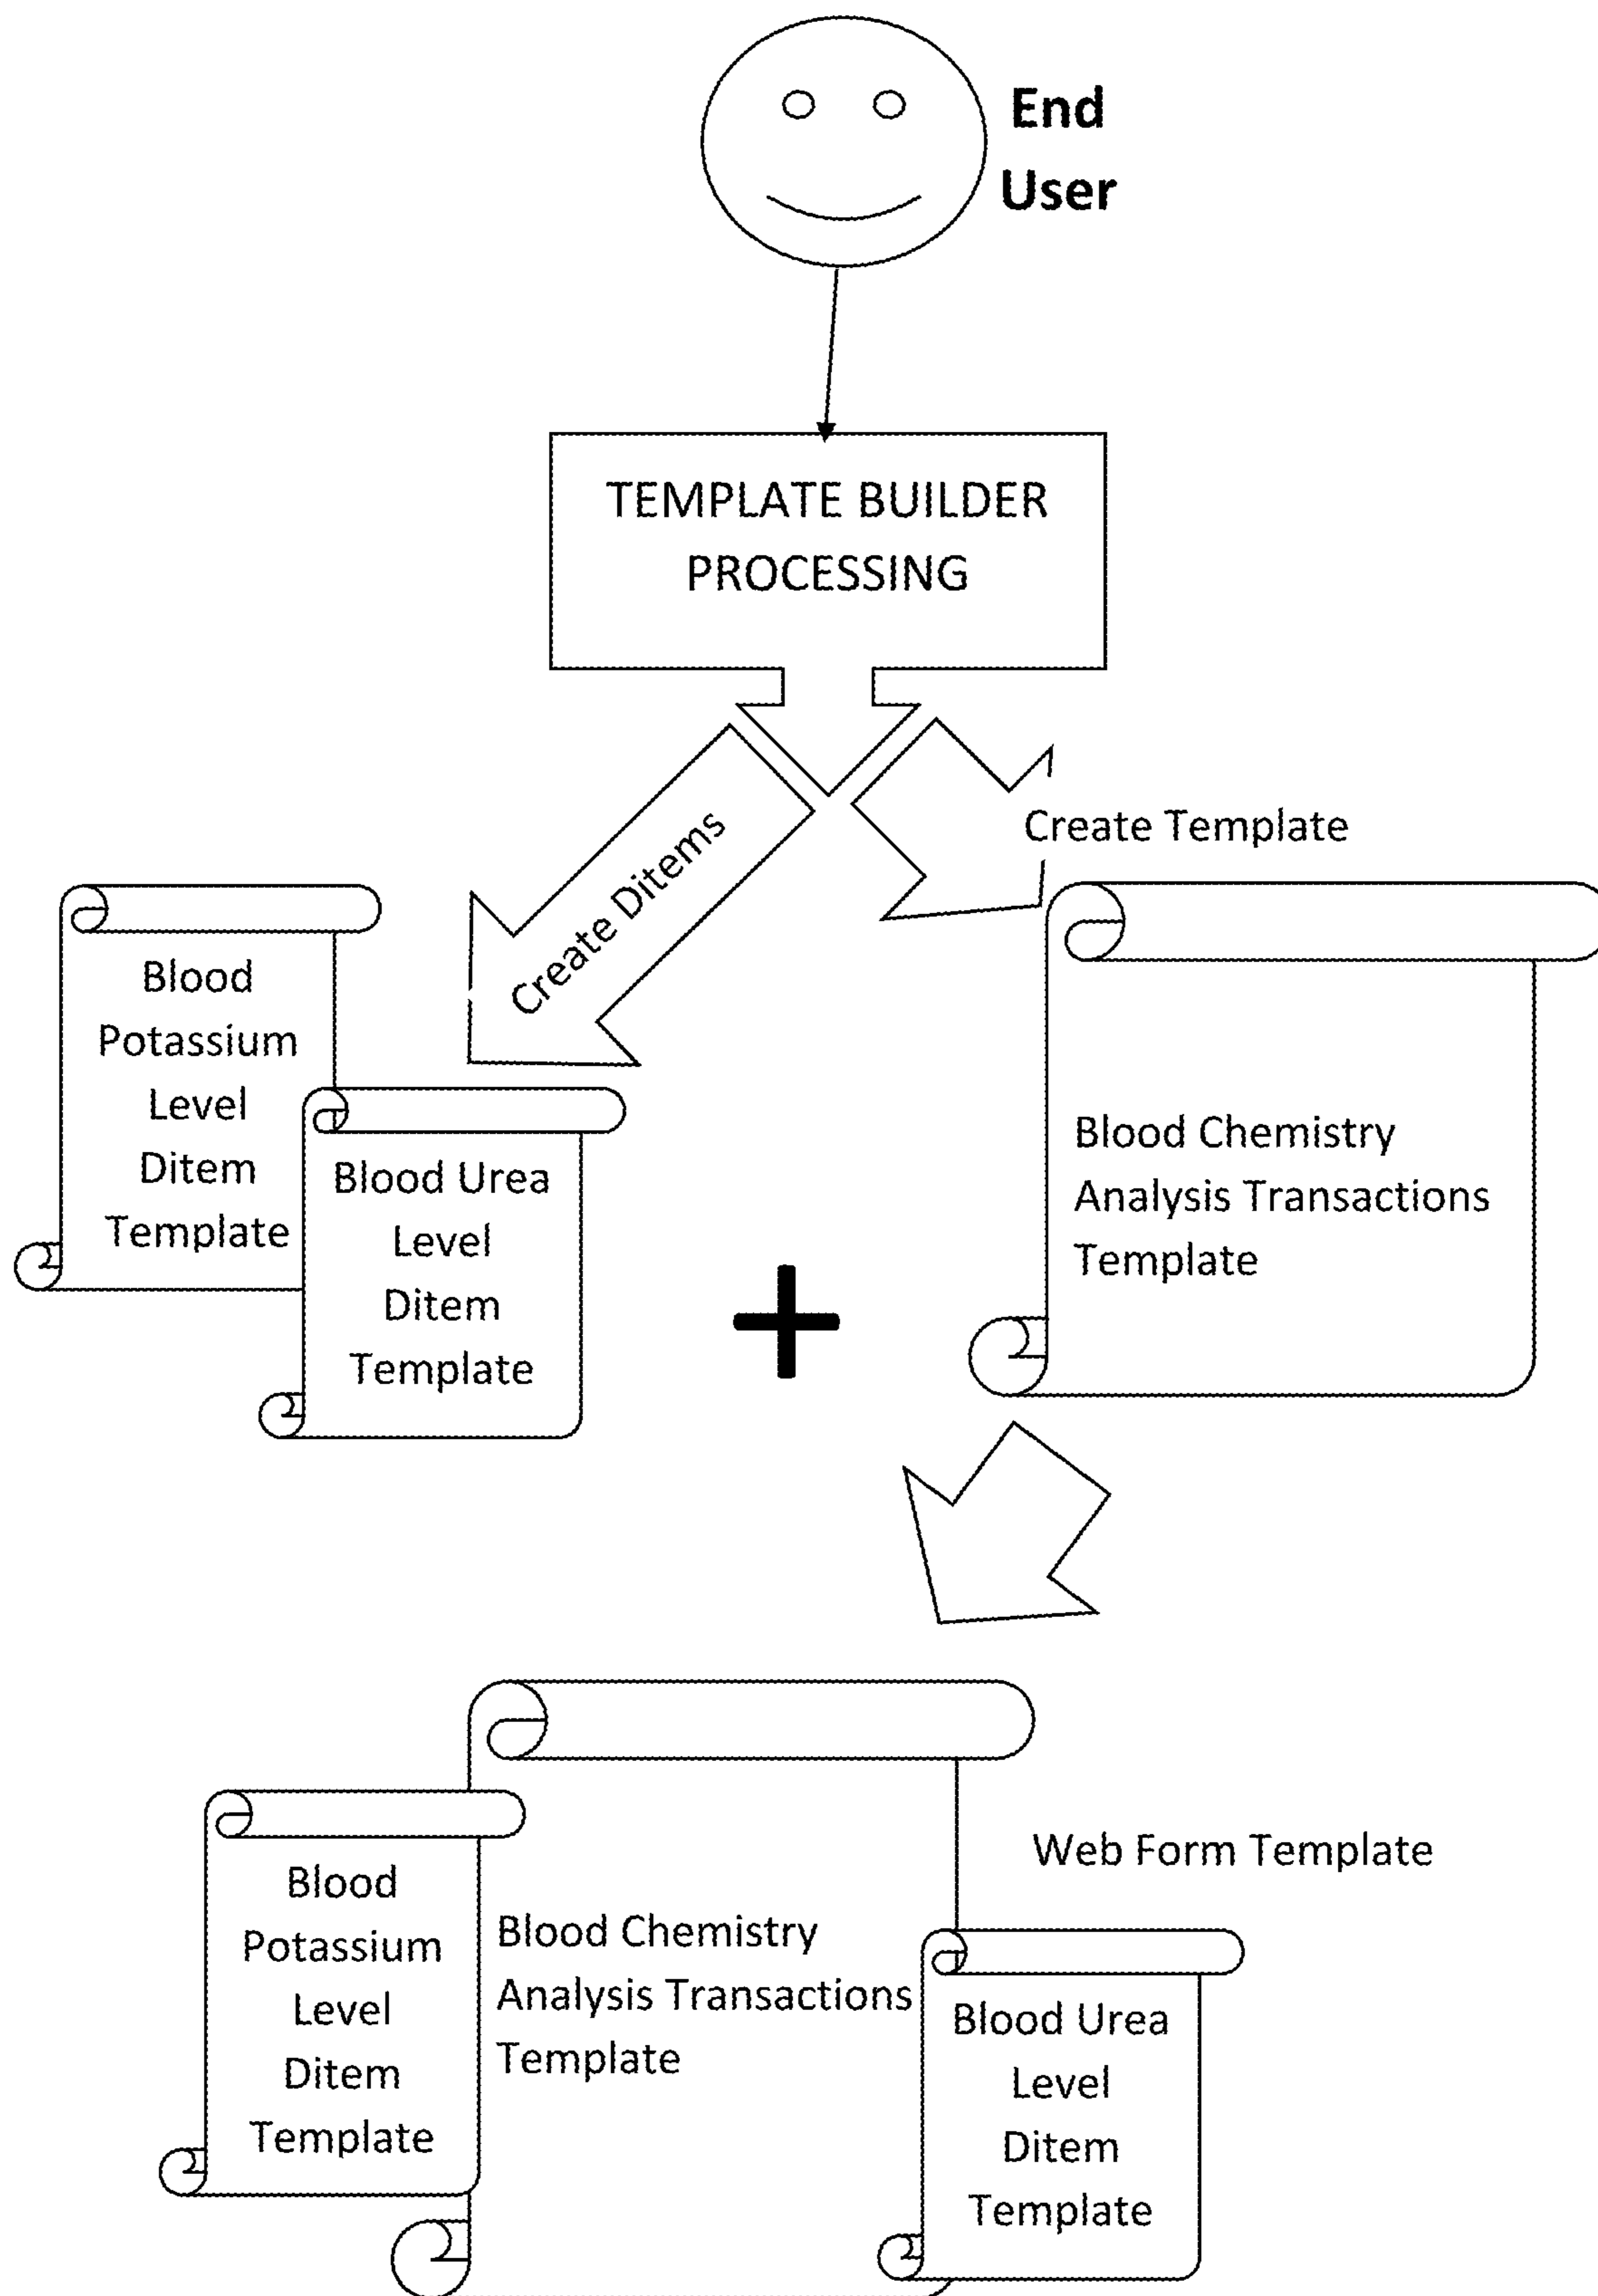 End
User
TEMPLATE BUILDER
PROCESSING
Create Ditems
Create Template
Blood
Potassium
Level
Ditem
Template
Blood Urea
Level
Ditem
Template
+
Blood Chemistry
Analysis Transactions
Template
Web Form Template
Blood
Potassium
Level
Ditem
Template
Blood Chemistry
Analysis Transactions
Template
Blood Urea
Level
Ditem
Template